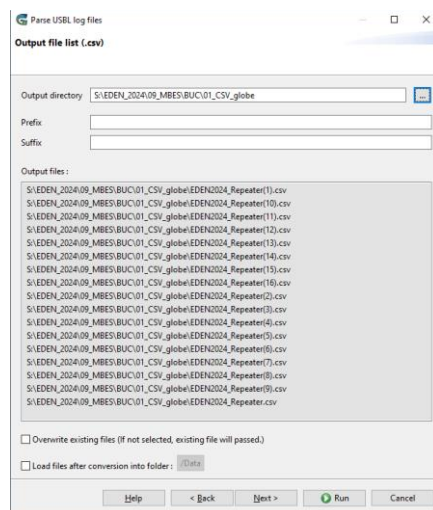 Parse USBL log files
Output file list (.csv)
Output directory S:\EDEN_2024\09_MBES\BUC\01_CSV_globe ...
Prefix
Suffix
Output files :
S:\EDEN_2024\09_MBES\BUC\01_CSV_globe\EDEN2024_Repeater(1).csv
S:\EDEN_2024\09_MBES\BUC\01_CSV_globe\EDEN2024_Repeater(10).csv
S:\EDEN_2024\09_MBES\BUC\01_CSV_globe\EDEN2024_Repeater(11).csv
S:\EDEN_2024\09_MBES\BUC\01_CSV_globe\EDEN2024_Repeater(12).csv
S:\EDEN_2024\09_MBES\BUC\01_CSV_globe\EDEN2024_Repeater(13).csv
S:\EDEN_2024\09_MBES\BUC\01_CSV_globe\EDEN2024_Repeater(14).csv
S:\EDEN_2024\09_MBES\BUC\01_CSV_globe\EDEN2024_Repeater(15).csv
S:\EDEN_2024\09_MBES\BUC\01_CSV_globe\EDEN2024_Repeater(16).csv
S:\EDEN_2024\09_MBES\BUC\01_CSV_globe\EDEN2024_Repeater(2).csv
S:\EDEN_2024\09_MBES\BUC\01_CSV_globe\EDEN2024_Repeater(3).csv
S:\EDEN_2024\09_MBES\BUC\01_CSV_globe\EDEN2024_Repeater(4).csv
S:\EDEN_2024\09_MBES\BUC\01_CSV_globe\EDEN2024_Repeater(5).csv
S:\EDEN_2024\09_MBES\BUC\01_CSV_globe\EDEN2024_Repeater(6).csv
S:\EDEN_2024\09_MBES\BUC\01_CSV_globe\EDEN2024_Repeater(7).csv
S:\EDEN_2024\09_MBES\BUC\01_CSV_globe\EDEN2024_Repeater(8).csv
S:\EDEN_2024\09_MBES\BUC\01_CSV_globe\EDEN2024_Repeater(9).csv
S:\EDEN_2024\09_MBES\BUC\01_CSV_globe\EDEN2024_Repeater.csv
Overwrite existing files (If not selected, existing file will passed.)
Load files after conversion into folder : /Data
Help < Back Next > Run Cancel